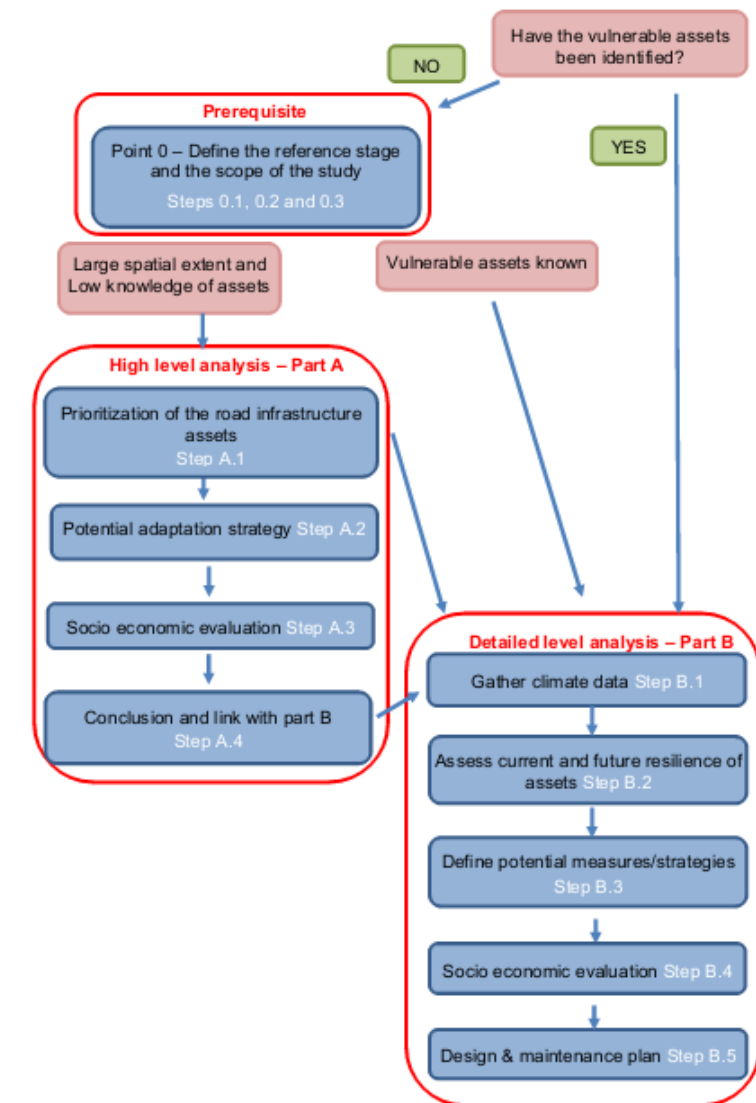 Have the vulnerable assets
been identified?
NO
YES
Prerequisite
Point 0 – Define the reference stage
and the scope of the study
Steps 0.1, 0.2 and 0.3
Large spatial extent and
Low knowledge of assets
Vulnerable assets known
High level analysis – Part A
Prioritization of the road infrastructure
assets
Step A.1
Potential adaptation strategy Step A.2
Socio economic evaluation Step A.3
Conclusion and link with part B
Step A.4
Detailed level analysis – Part B
Gather climate data Step B.1
Assess current and future resilience of
assets Step B.2
Define potential measures/strategies
Step B.3
Socio economic evaluation Step B.4
Design & maintenance plan Step B.5